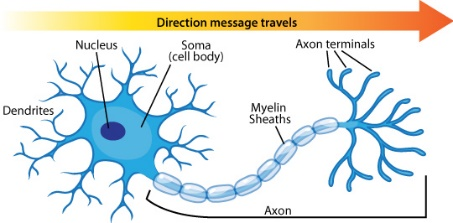 Direction message travels
Nucleus
Soma
(cell body)
Axon terminals
Dendrites
Myelin
Sheaths
Axon